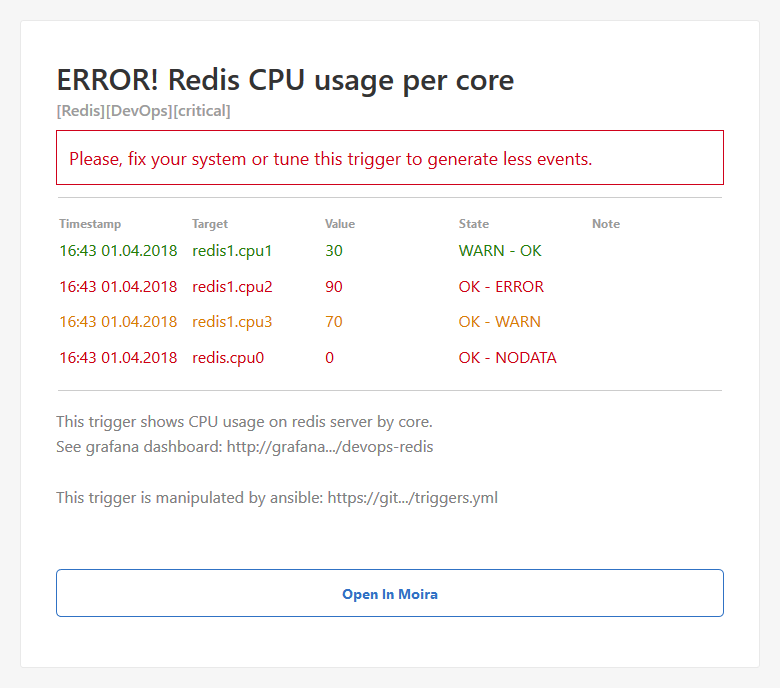 ERROR! Redis CPU usage per core
[Redis][DevOps][critical]
Please, fix your system or tune this trigger to generate less events.
Timestamp Target Value State Note
16:43 01.04.2018 redis1.cpu1 30 WARN - OK
16:43 01.04.2018 redis1.cpu2 90 OK - ERROR
16:43 01.04.2018 redis1.cpu3 70 OK - WARN
16:43 01.04.2018 redis.cpu0 0 OK - NODATA
This trigger shows CPU usage on redis server by core.
See grafana dashboard: http://grafana.../devops-redis
This trigger is manipulated by ansible: https://git.../triggers.yml
Open In Moira